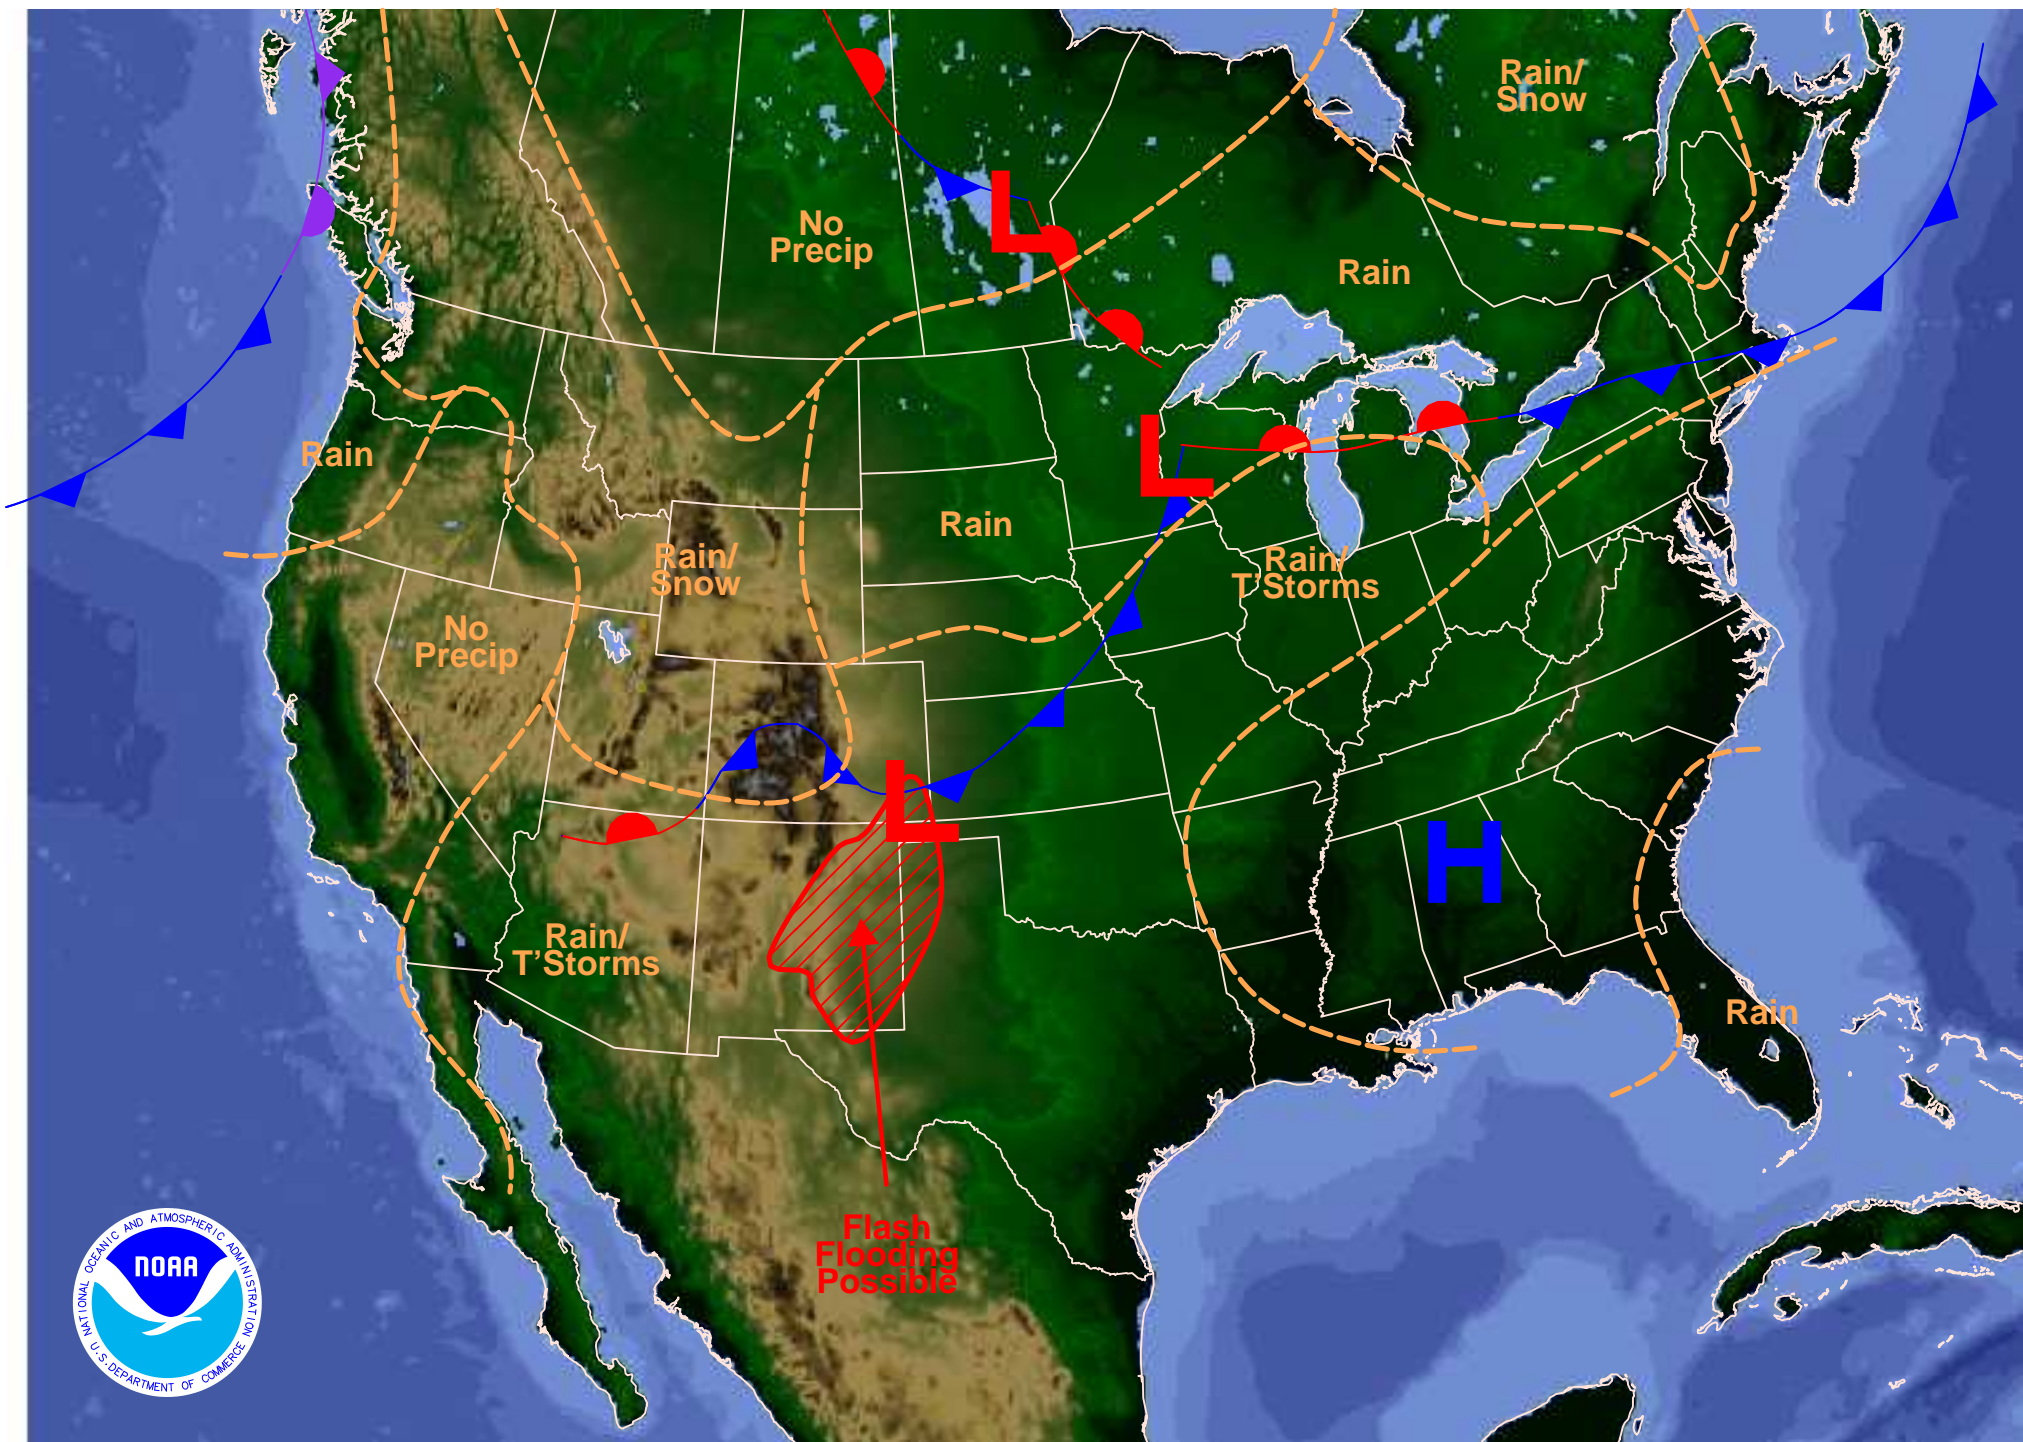 Rain/
Snow
No
Precip
Rain
L
Rain
L
Rain
Rain/
Snow
Rain/
T'Storms
No
Precip
L
H
Rain/
T'Storms
Rain
Flash
Flooding
Possible
NATIONAL OCEANIC AND ATMOSPHERIC ADMINISTRATION
NOAA
U.S. DEPARTMENT OF COMMERCE